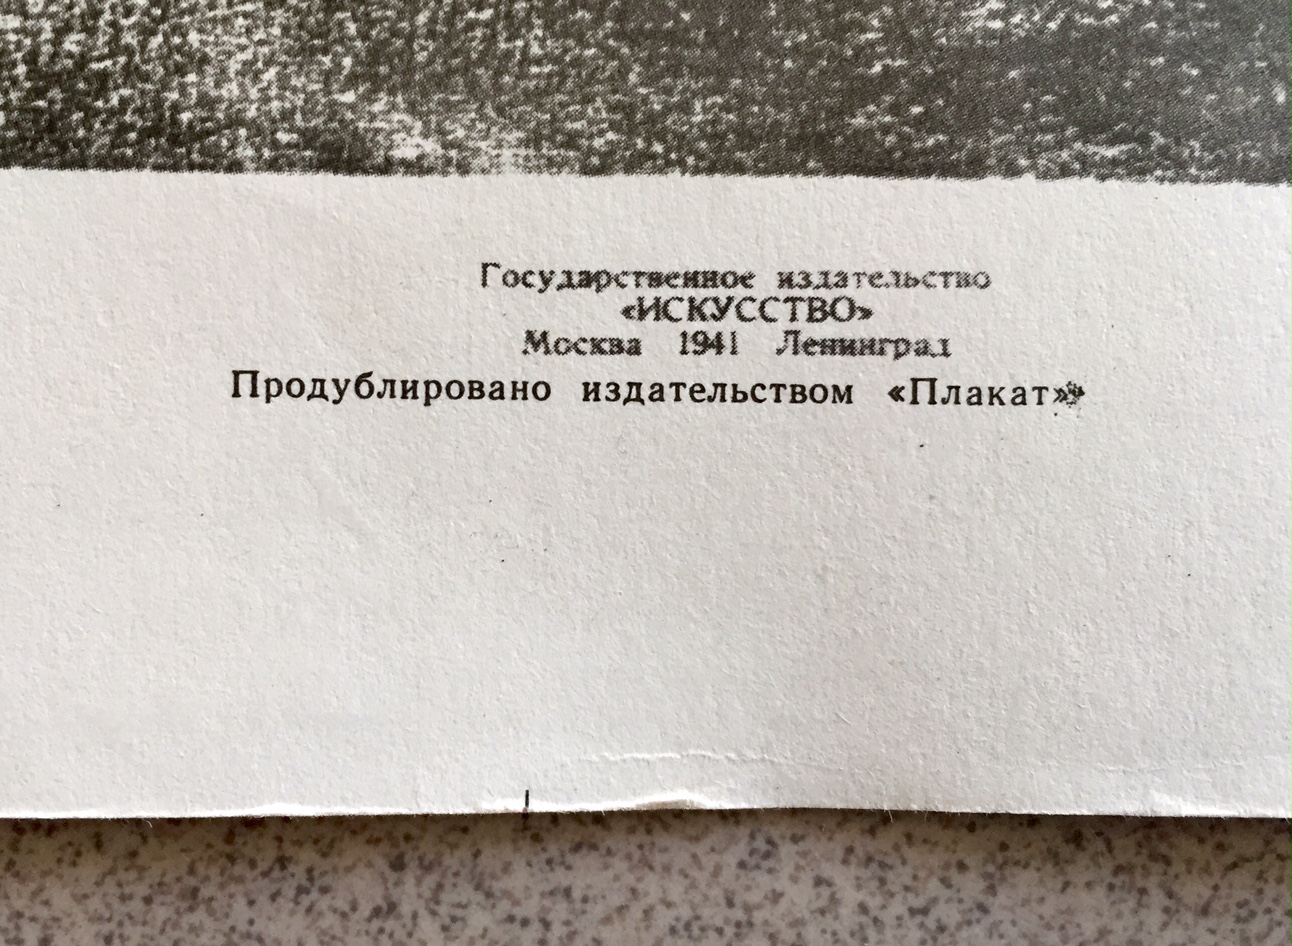 Государственное издательство
«ИСКУССТВО»
Москва 1941 Ленинград
Продублировано издательством «Плакат»